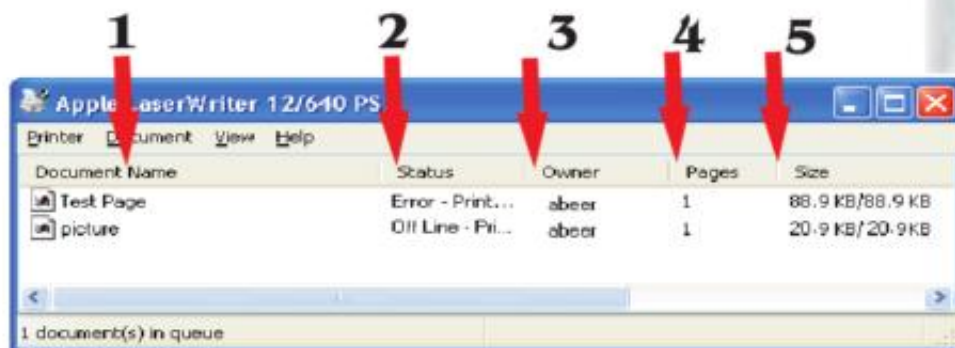 1 2 3 4 5
Apple LaserWriter 12/640 PS
Printer Document View Help
Document Name Status Owner Pages Size
Test Page Error - Print... abeer 1 88.9 KB/88.9 KB
picture Off Line - Pri... abeer 1 20.9 KB/20.9KB
1 document(s) in queue